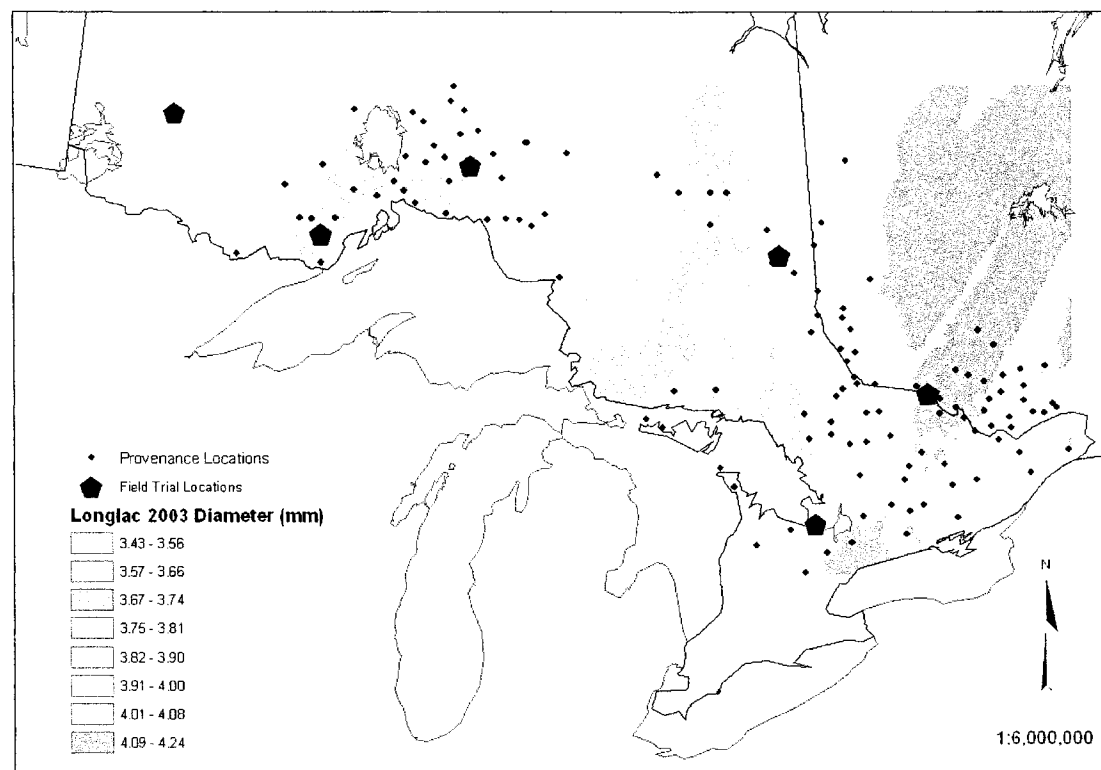 Provenance Locations
Field Trial Locations
Longlac 2003 Diameter (mm)
3.43 - 3.56
3.57 - 3.66
3.67 - 3.74
3.75 - 3.81
3.82 - 3.90
3.91 - 4.00
4.01 - 4.08
4.09 - 4.24
N
1:6,000,000